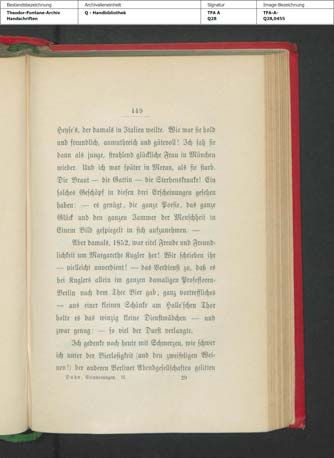 Bestandsbezeichnung
Theodor-Fontane-Archiv
Handschriften
Archivalieneinheit
Q - Handbibliothek
Signatur
TFA A
Q28
Image-Bezeichnung
TFA-A-
Q28,0455
449
Heyse's, der damals in Italien weilte. Wie war sie hold
und freundlich, anmuthreich und gütevoll! Ich sah sie
dann als junge, strahlend glückliche Frau in München
wieder. Und ich war später in Meran, als sie starb.
Die Braut — die Gattin — die Sterbenskranke! Ein
solches Geschöpf in diesen drei Erscheinungen gesehen
haben: — es genügt, die ganze Poesie, das ganze
Glück und den ganzen Jammer der Menschheit in
Einem Bild gespiegelt in sich aufzunehmen. —
Aber damals, 1852, war eitel Freude und Freund-
lichkeit um Margarethe Kugler her! Wir schrieben ihr
— vielleicht unverdient! — das Verdienst zu, daß es
bei Kuglers allein im ganzen damaligen Professoren-
Berlin nach dem Thee Bier gab, ganz vortreffliches
— aus einer kleinen Schänke am Halle'schen Thor
holte es das winzig kleine Dienstmädchen — und
zwar genug: — so viel der Durst verlangte.
Ich gedenke noch heute mit Schmerzen, wie schwer
ich unter der Bierlosigkeit (und den zweifeligen Wei-
nen!) der anderen Berliner Abendgesellschaften gelitten
Dahn, Erinnerungen. II. 29